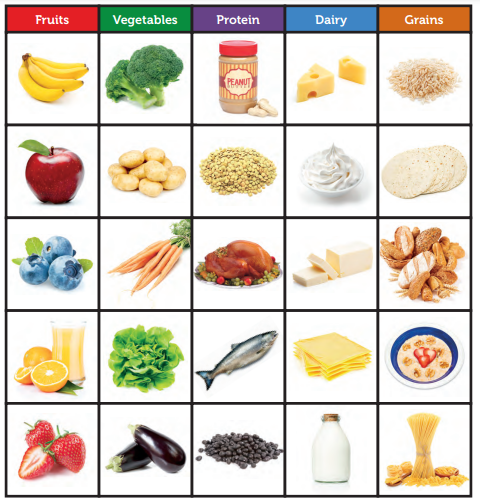 Fruits
Vegetables
Protein
Dairy
Grains
PEANUT